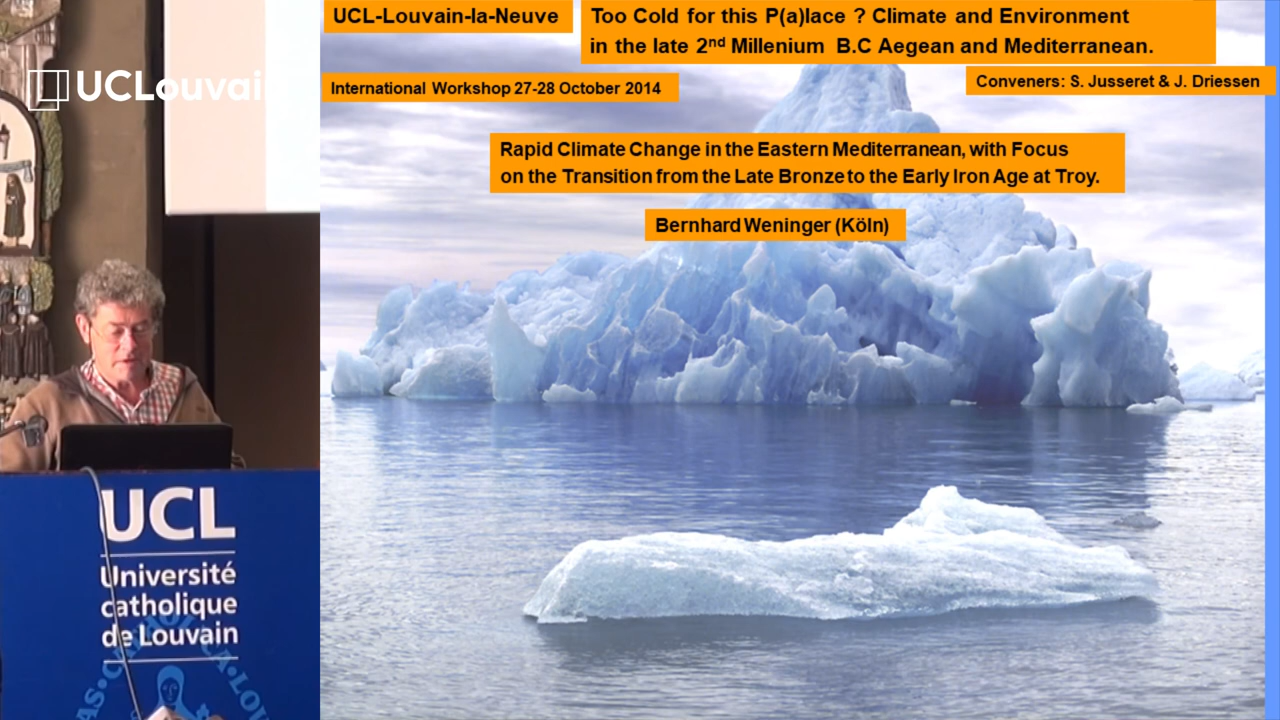 UCLouvai
UCL-Louvain-la-Neuve
Too Cold for this P(a)lace ? Climate and Environment
in the late 2nd Millenium B.C Aegean and Mediterranean.
International Workshop 27-28 October 2014
Conveners: S. Jusseret & J. Driessen
Rapid Climate Change in the Eastern Mediterranean, with Focus
on the Transition from the Late Bronze to the Early Iron Age at Troy.
Bernhard Weninger (Köln)
UCL
Université
catholique
de Louvain